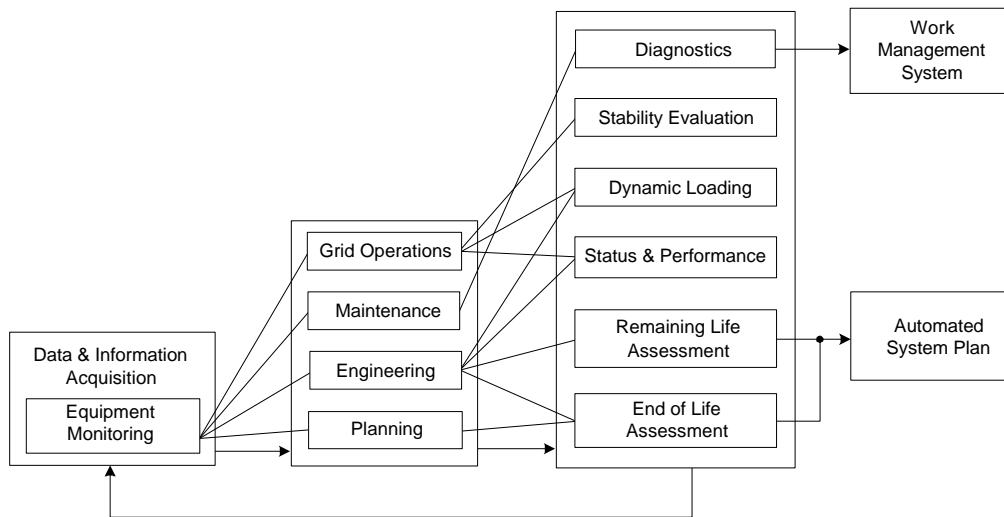 Diagnostics
Stability Evaluation
Dynamic Loading
Status & Performance
Remaining Life
Assessment
End of Life
Assessment
Work
Management
System
Grid Operations
Maintenance
Engineering
Planning
Automated
System Plan
Data & Information
Acquisition
Equipment
Monitoring